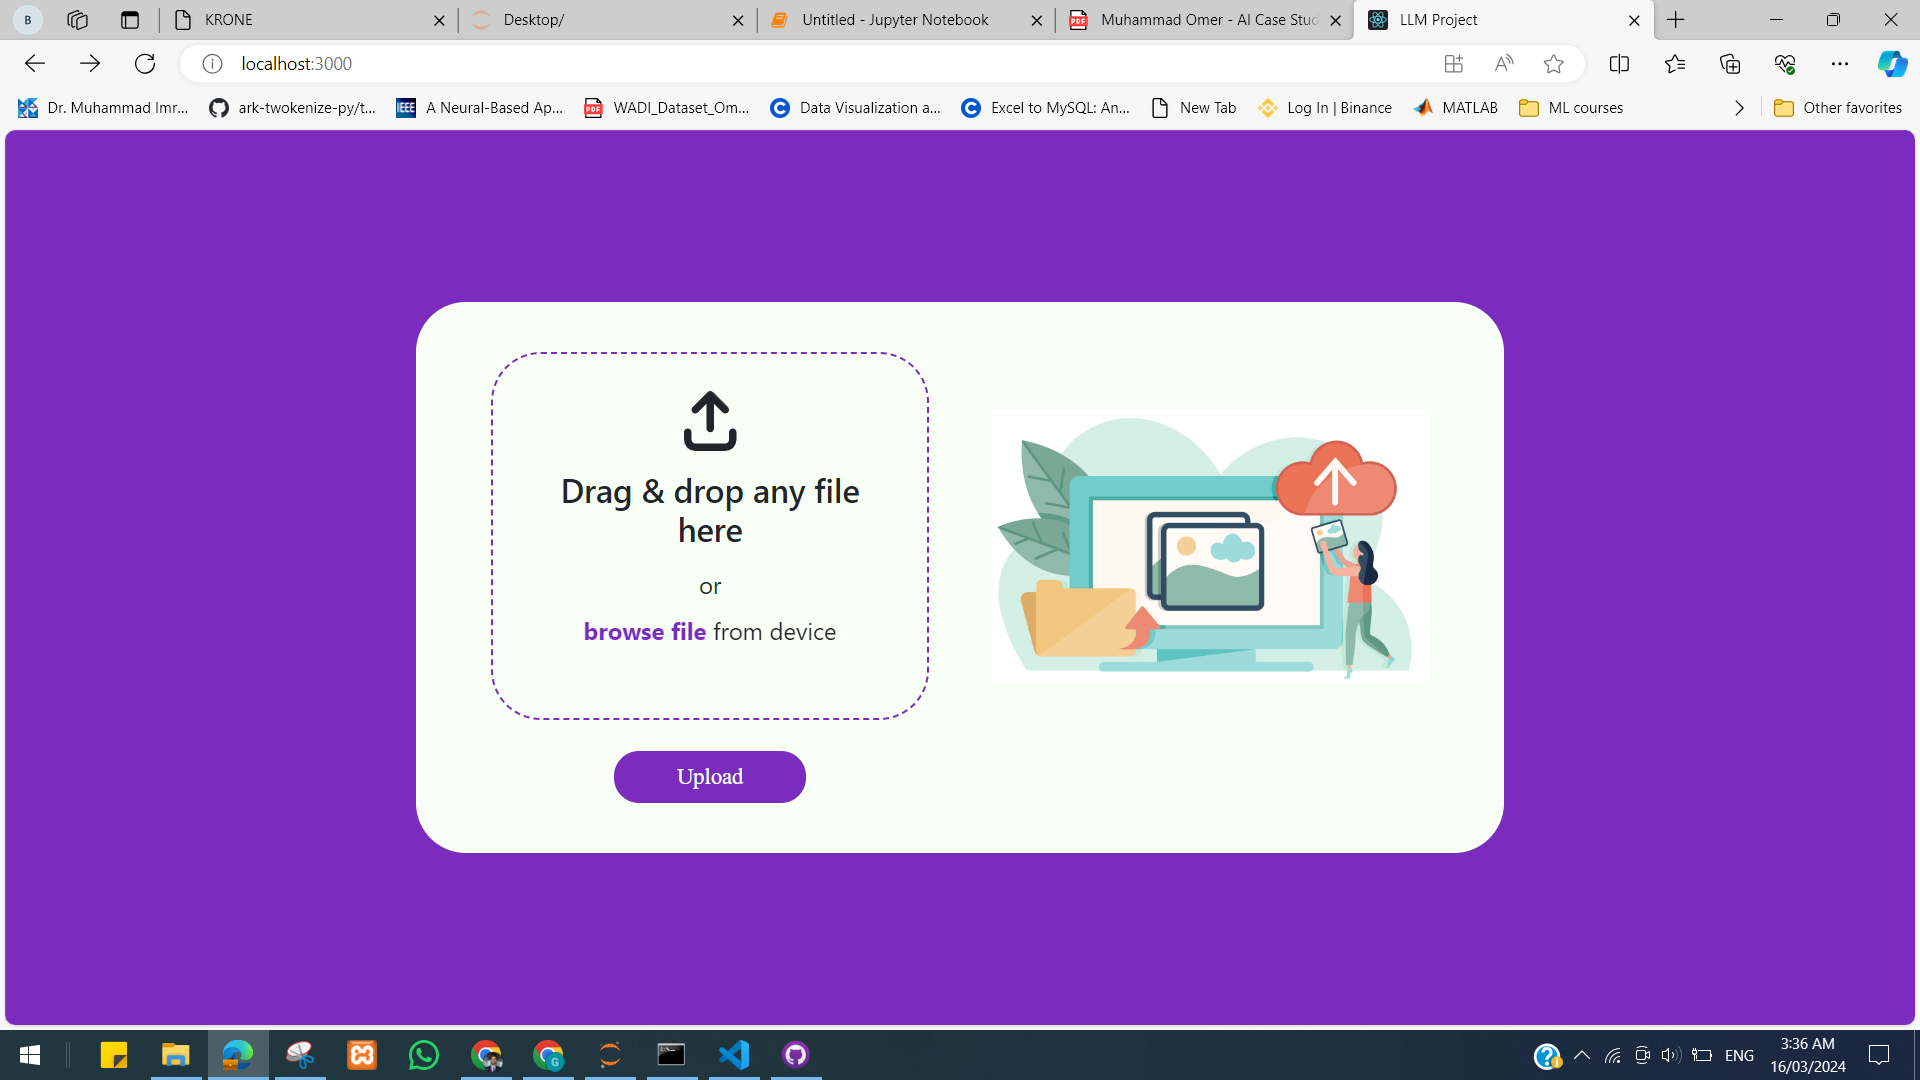 B
KRONE
Desktop/
Untitled - Jupyter Notebook
Muhammad Omer - AI Case Stud
LLM Project
localhost:3000
Dr. Muhammad Imr...
ark-twokenize-py/t...
A Neural-Based Ap...
WADI_Dataset_Om...
Data Visualization a...
Excel to MySQL: An...
New Tab
Log In | Binance
MATLAB
ML courses
Other favorites
Drag & drop any file
here
or
browse file from device
Upload
ENG
3:36 AM
16/03/2024